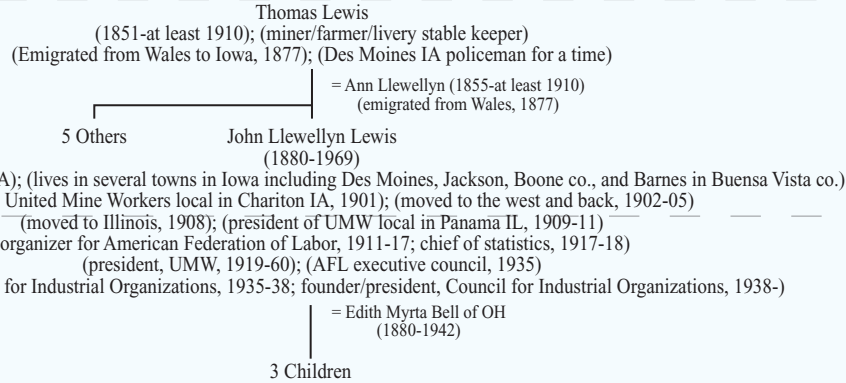 Thomas Lewis
(1851-at least 1910); (miner/farmer/livery stable keeper)
(Emigrated from Wales to Iowa, 1877); (Des Moines IA policeman for a time)
= Ann Llewellyn (1855-at least 1910)
(emigrated from Wales, 1877)
5 Others John Llewellyn Lewis
(1880-1969)
A); (lives in several towns in Iowa including Des Moines, Jackson, Boone co., and Barnes in Buensa Vista co.)
United Mine Workers local in Chariton IA, 1901); (moved to the west and back, 1902-05)
(moved to Illinois, 1908); (president of UMW local in Panama IL, 1909-11)
organizer for American Federation of Labor, 1911-17; chief of statistics, 1917-18)
(president, UMW, 1919-60); (AFL executive council, 1935)
for Industrial Organizations, 1935-38; founder/president, Council for Industrial Organizations, 1938-)
= Edith Myrta Bell of OH
(1880-1942)
3 Children